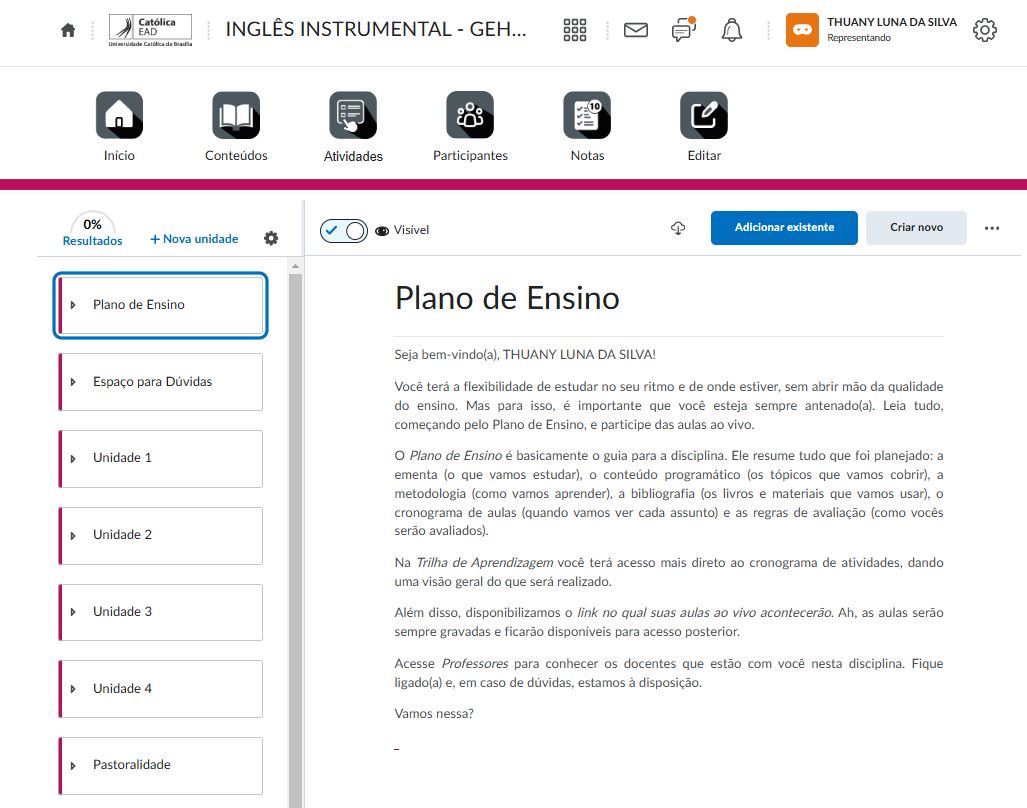 Católica
EAD
Universidade Católica de Brasília
INGLÊS INSTRUMENTAL - GEH...
THUANY LUNA DA SILVA
Representando
10
Início
Conteúdos
Atividades
Participantes
Notas
Editar
0%
Resultados
+ Nova unidade
Visível
Adicionar existente
Criar novo
Plano de Ensino
Espaço para Dúvidas
Unidade 1
Unidade 2
Unidade 3
Unidade 4
Pastoralidade
Plano de Ensino
Seja bem-vindo(a), THUANY LUNA DA SILVA!
Você terá a flexibilidade de estudar no seu ritmo e de onde estiver, sem abrir mão da qualidade
do ensino. Mas para isso, é importante que você esteja sempre antenado(a). Leia tudo,
começando pelo Plano de Ensino, e participe das aulas ao vivo.
O Plano de Ensino é basicamente o guia para a disciplina. Ele resume tudo que foi planejado: a
ementa (o que vamos estudar), o conteúdo programático (os tópicos que vamos cobrir), a
metodologia (como vamos aprender), a bibliografia (os livros e materiais que vamos usar), o
cronograma de aulas (quando vamos ver cada assunto) e as regras de avaliação (como vocês
serão avaliados).
Na Trilha de Aprendizagem você terá acesso mais direto ao cronograma de atividades, dando
uma visão geral do que será realizado.
Além disso, disponibilizamos o link no qual suas aulas ao vivo acontecerão. Ah, as aulas serão
sempre gravadas e ficarão disponíveis para acesso posterior.
Acesse Professores para conhecer os docentes que estão com você nesta disciplina. Fique
ligado(a) e, em caso de dúvidas, estamos à disposição.
Vamos nessa?
–